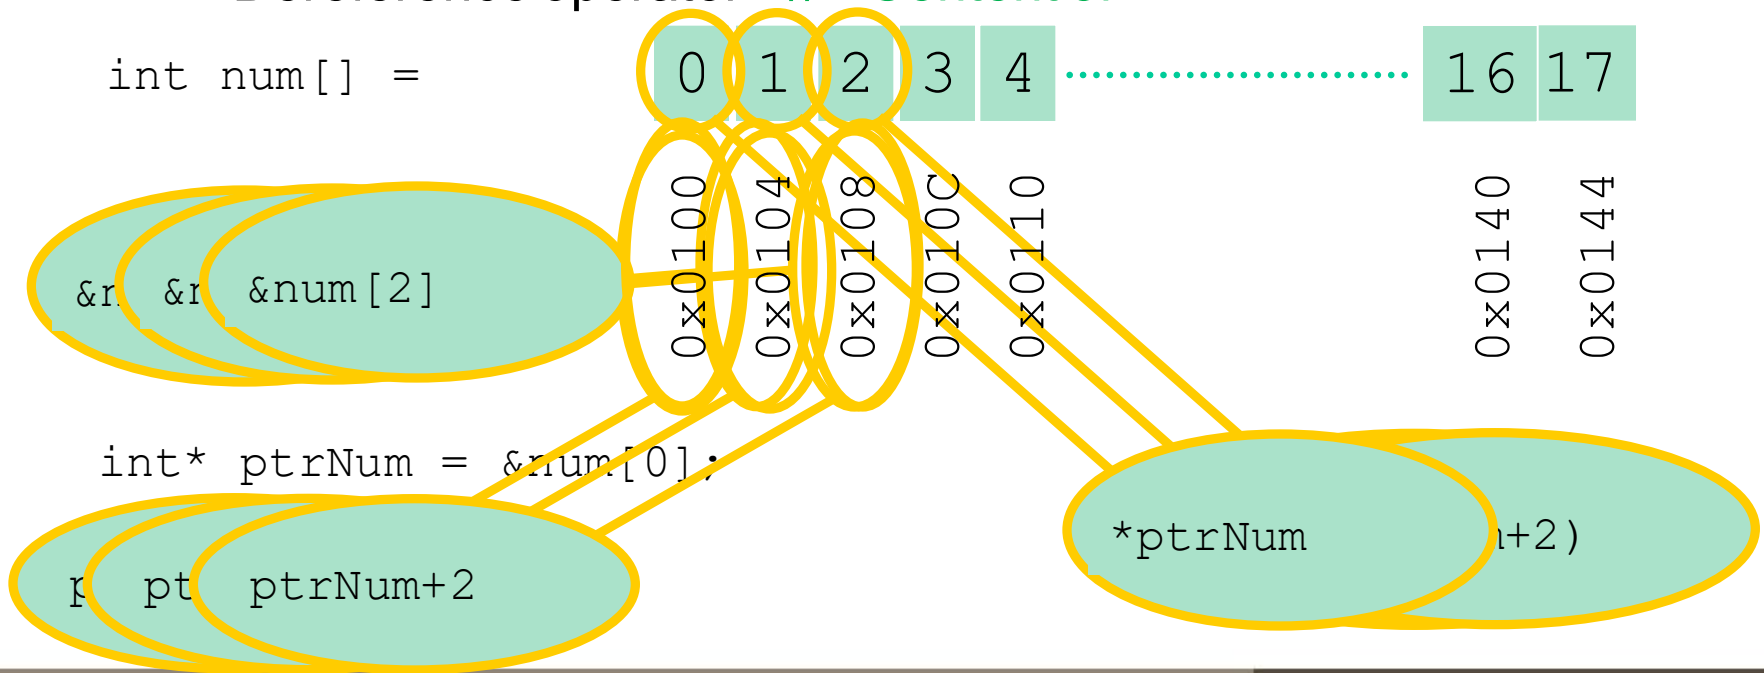 int num[] = 0 1 2 3 4 16 17
0x0100 0x0104 0x0108 0x010C 0x0110 0x0140 0x0144
&num[2]
int* ptrNum = &num[0];
*ptrNum +2)
ptrNum+2